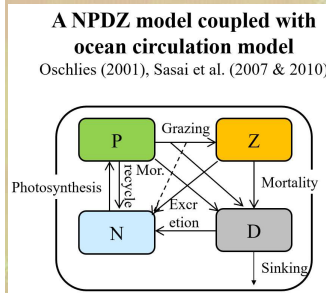 A NPDZ model coupled with
ocean circulation model
Oschlies (2001), Sasai et al. (2007 & 2010)
Grazing
P
Z
Mor.
recycle
Photosynthesis
Mortality
Excr
etion
N
D
Sinking